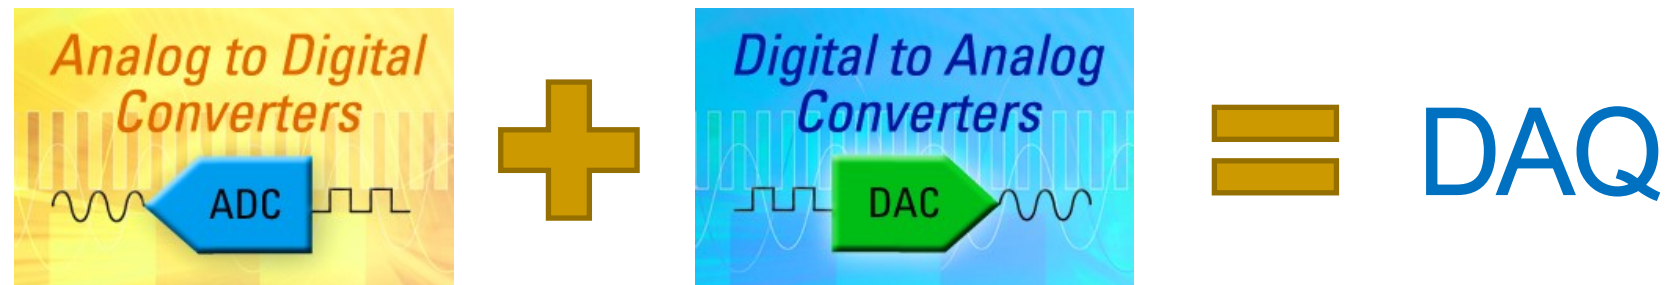 Analog to Digital
Converters
ADC
Digital to Analog
Converters
DAC
DAQ